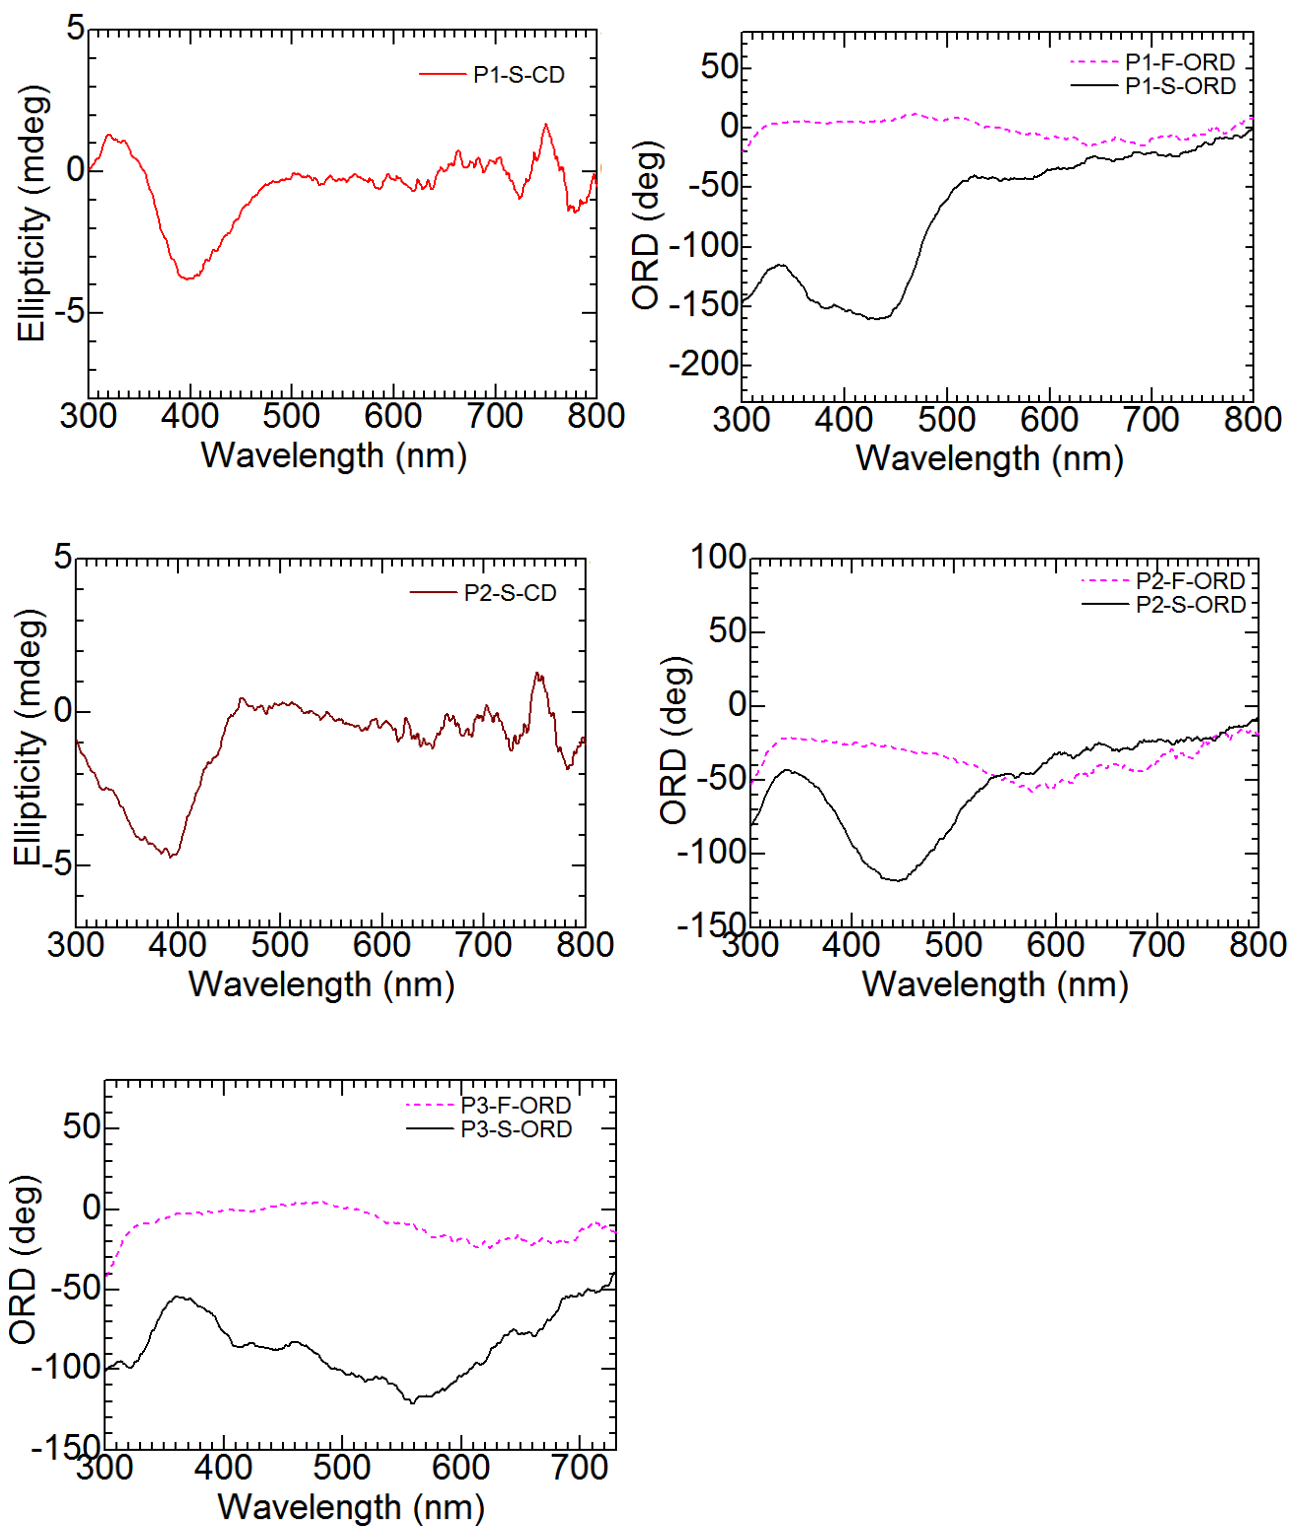 5
0
-5
300 400 500 600 700 800
Ellipticity (mdeg)
Wavelength (nm)
P1-S-CD
50
0
-50
-100
-150
-200
300 400 500 600 700 800
ORD (deg)
Wavelength (nm)
P1-F-ORD
P1-S-ORD
5
0
-5
300 400 500 600 700 800
Ellipticity (mdeg)
Wavelength (nm)
P2-S-CD
100
50
0
-50
-100
-150
300 400 500 600 700 800
ORD (deg)
Wavelength (nm)
P2-F-ORD
P2-S-ORD
50
0
-50
-100
-150
300 400 500 600 700
ORD (deg)
Wavelength (nm)
P3-F-ORD
P3-S-ORD